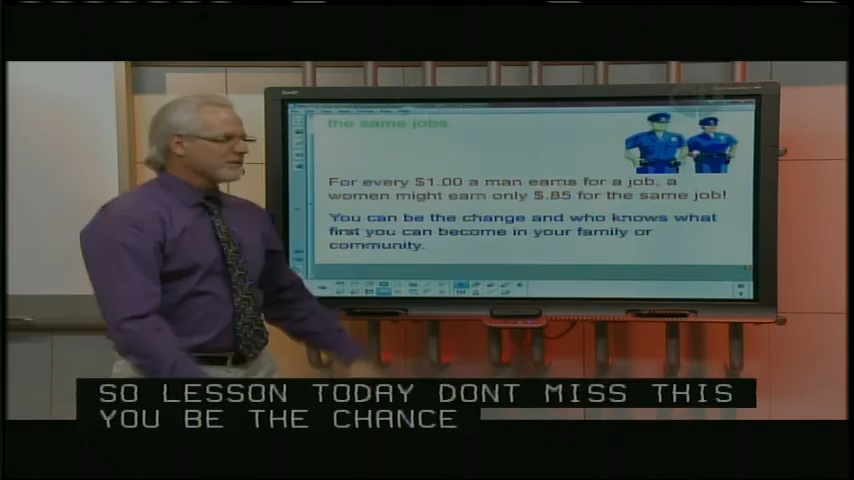 the same jobs.
For every $1.00 a man earns for a job, a
women might earn only $.85 for the same job!
You can be the change and who knows what
first you can become in your family or
community.
SO LESSON TODAY DONT MISS THIS
YOU BE THE CHANCE